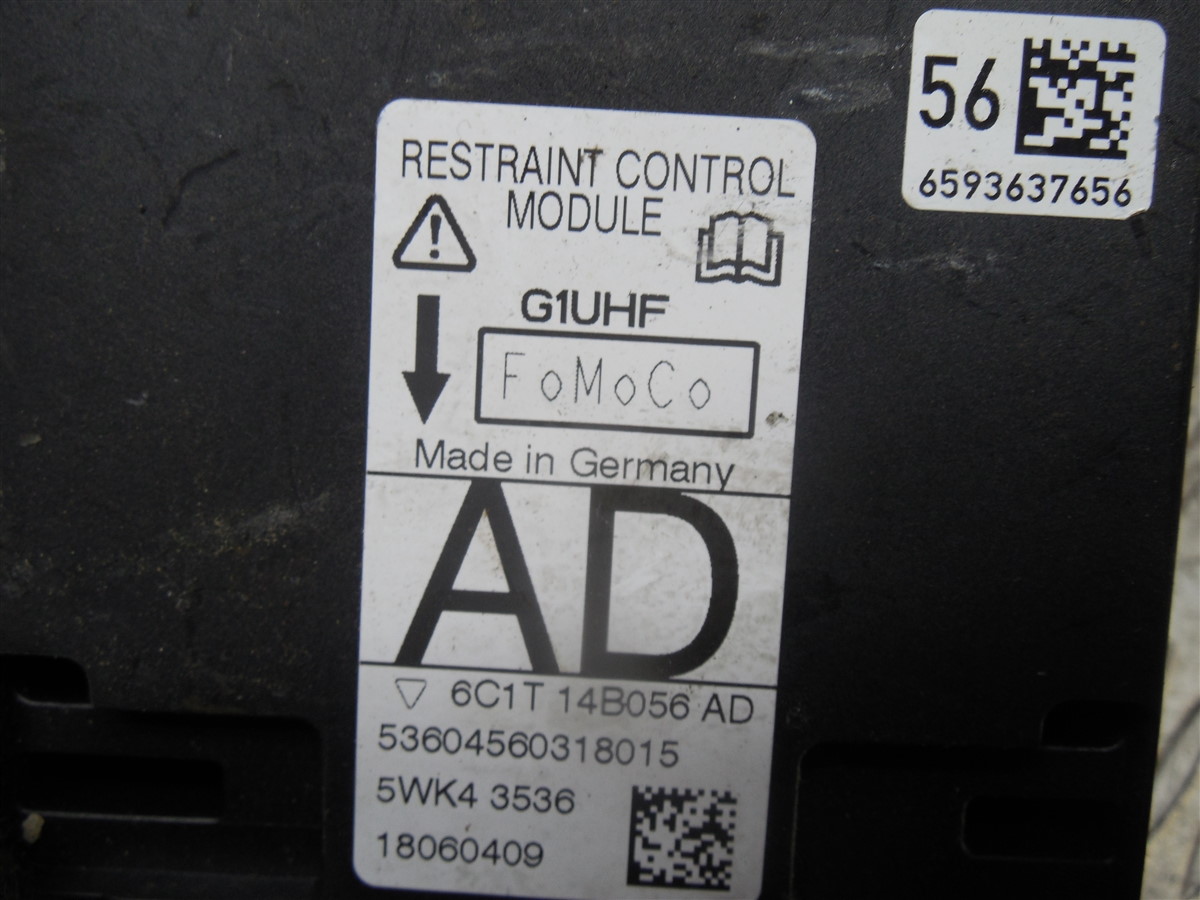 56
6593637656
RESTRAINT CONTROL
MODULE
G1UHF
FoMoCo
Made in Germany
AD
6C1T 14B056 AD
53604560318015
5WK4 3536
18060409